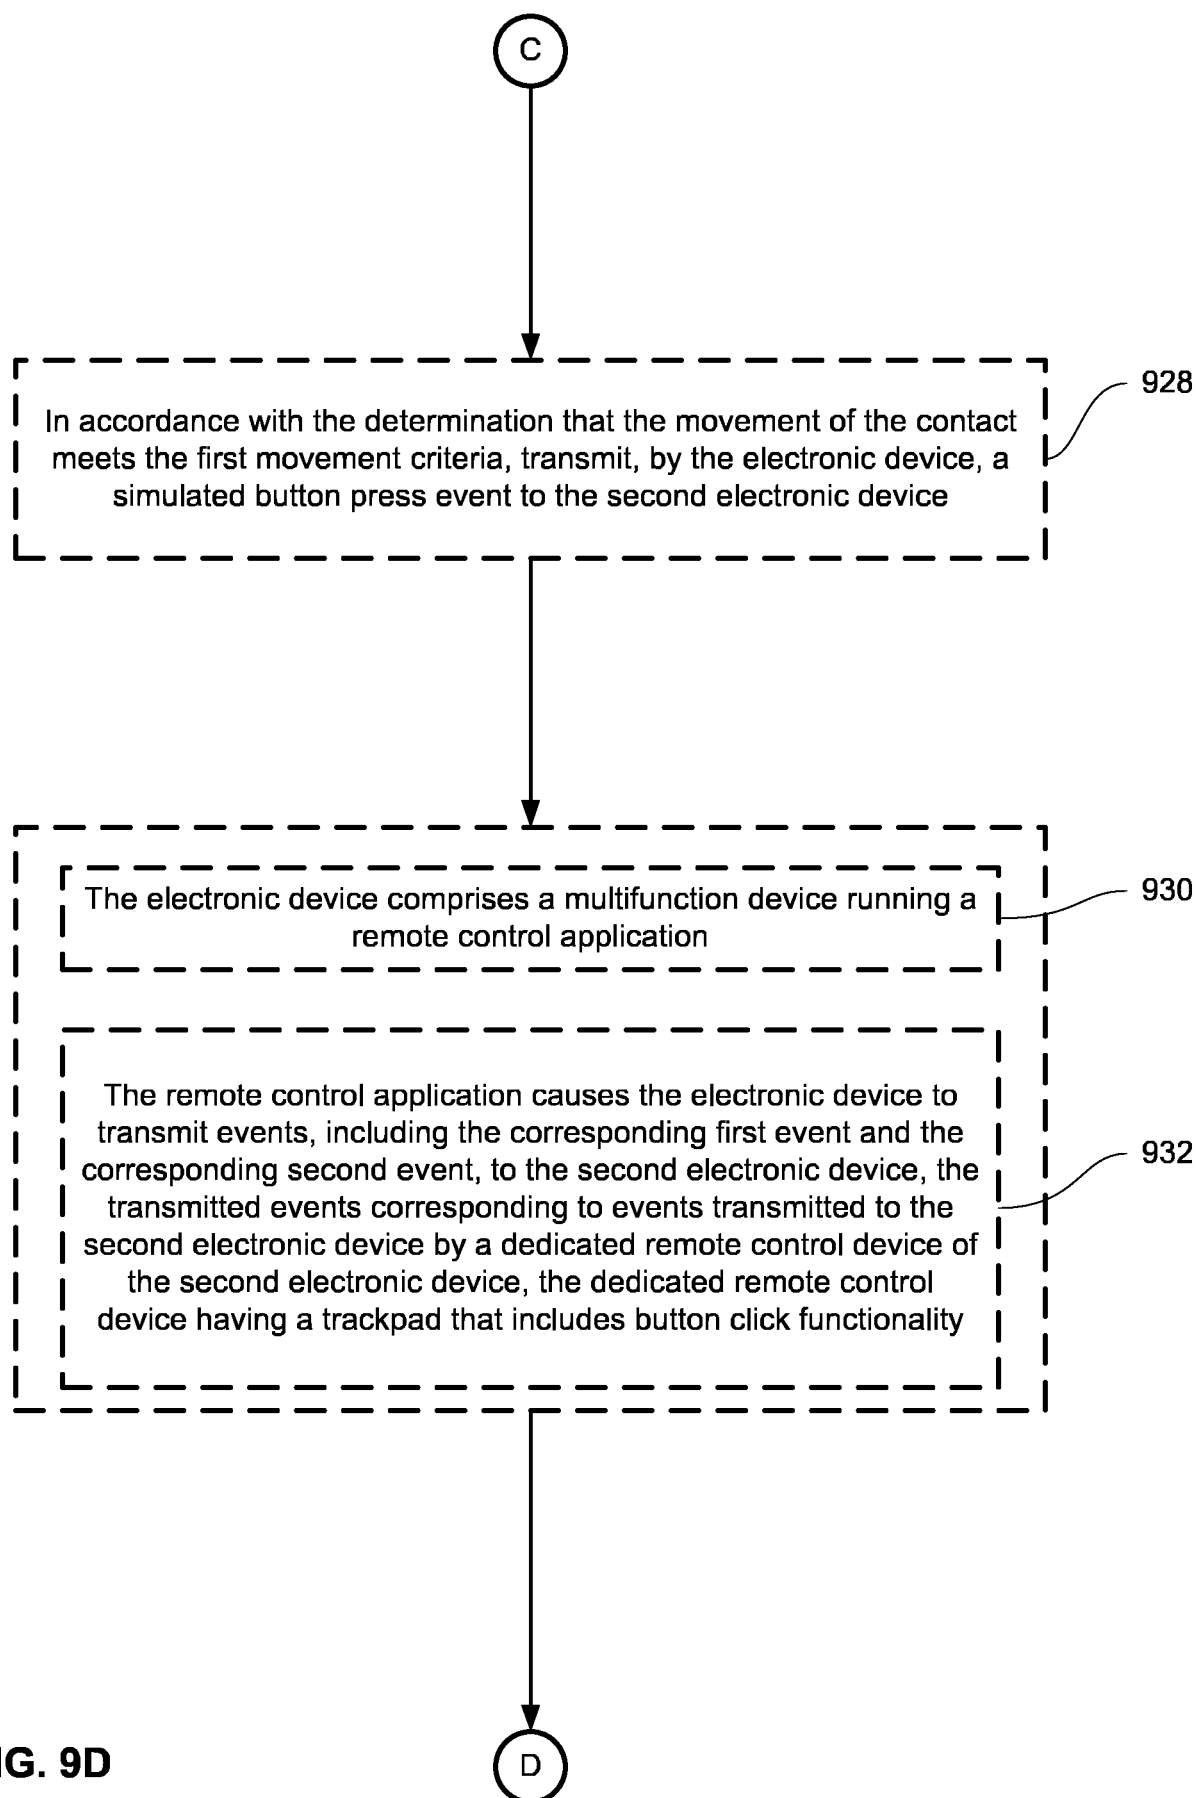 C
In accordance with the determination that the movement of the contact
meets the first movement criteria, transmit, by the electronic device, a
simulated button press event to the second electronic device
928
The electronic device comprises a multifunction device running a
remote control application
930
The remote control application causes the electronic device to
transmit events, including the corresponding first event and the
corresponding second event, to the second electronic device, the
transmitted events corresponding to events transmitted to the
second electronic device by a dedicated remote control device of
the second electronic device, the dedicated remote control
device having a trackpad that includes button click functionality
932
IG. 9D
D